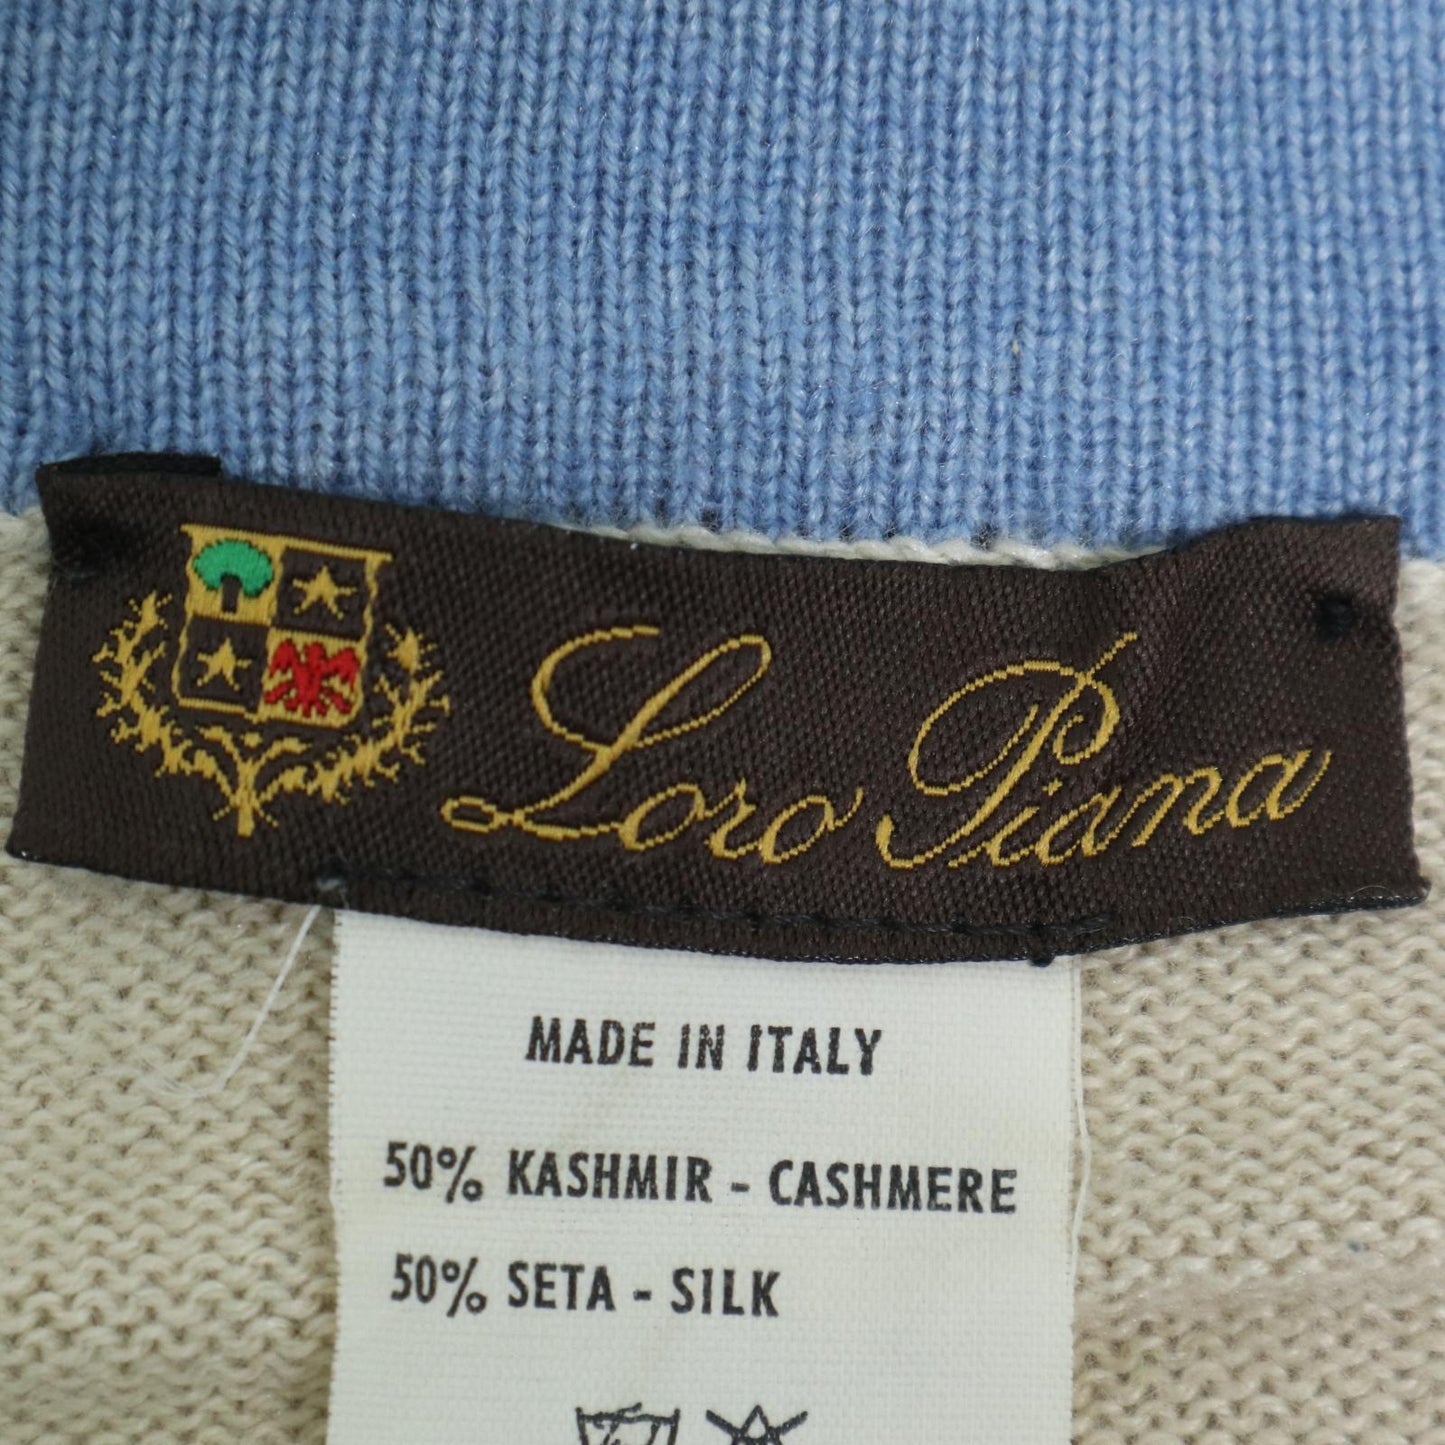 Loro Piana
MADE IN ITALY
50% KASHMIR - CASHMERE
50% SETA - SILK